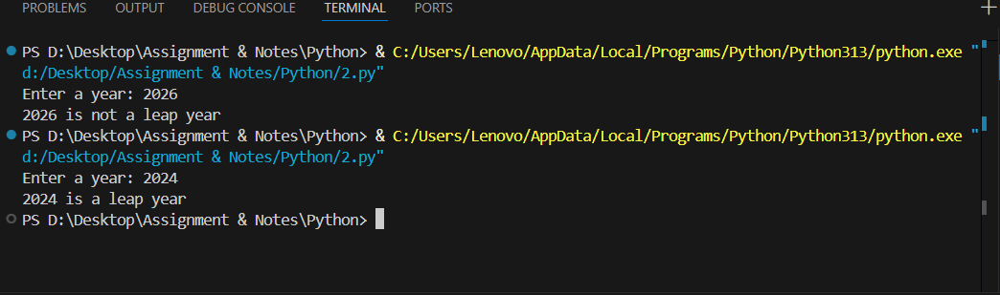 PROBLEMS OUTPUT DEBUG CONSOLE TERMINAL PORTS
PS D:\Desktop\Assignment & Notes\Python> & C:/Users/Lenovo/AppData/Local/Programs/Python/Python313/python.exe "
d:/Desktop/Assignment & Notes/Python/2.py"
Enter a year: 2026
2026 is not a leap year
PS D:\Desktop\Assignment & Notes\Python> & C:/Users/Lenovo/AppData/Local/Programs/Python/Python313/python.exe "
d:/Desktop/Assignment & Notes/Python/2.py"
Enter a year: 2024
2024 is a leap year
PS D:\Desktop\Assignment & Notes\Python>